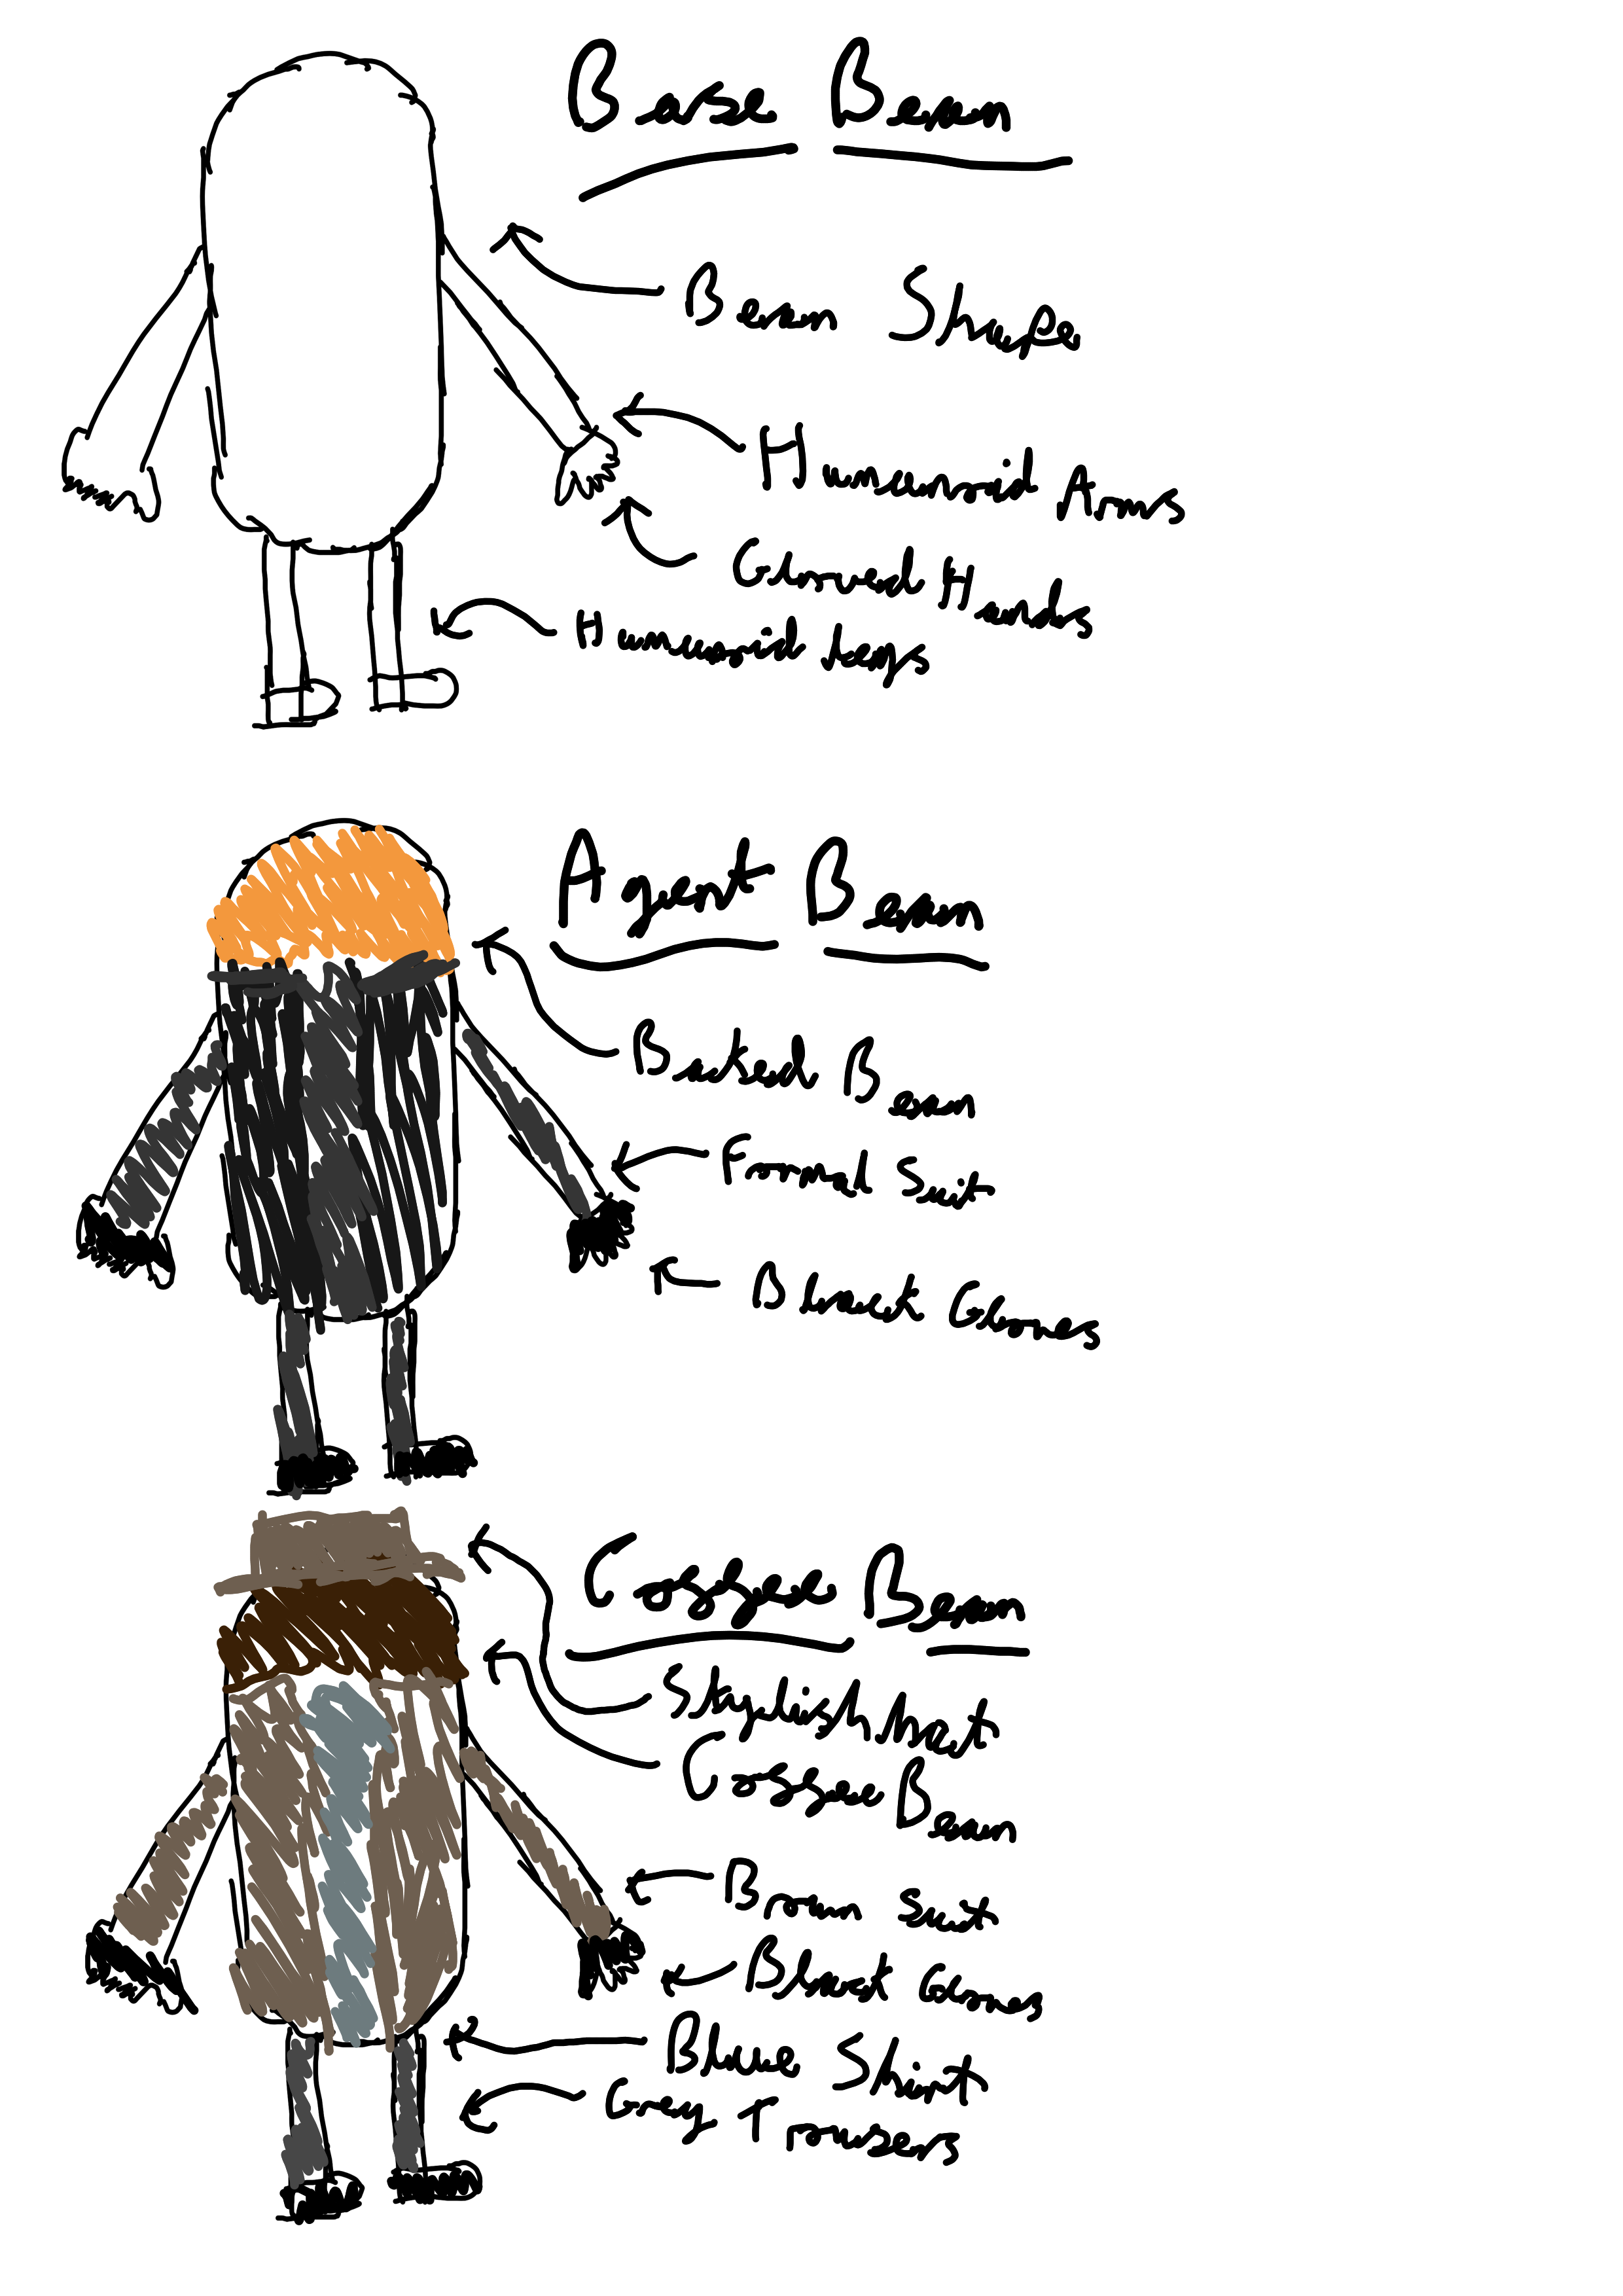 Base Bean
Bean Shape
Humanoid Arms
Gloved Hands
Humanoid Legs
Agent Bean
Baked Bean
Formal Suit
Black Gloves
Coffee Bean
Stylish hat
Coffee Bean
Brown Suit
Black Gloves
Blue Shirt
Grey Trousers